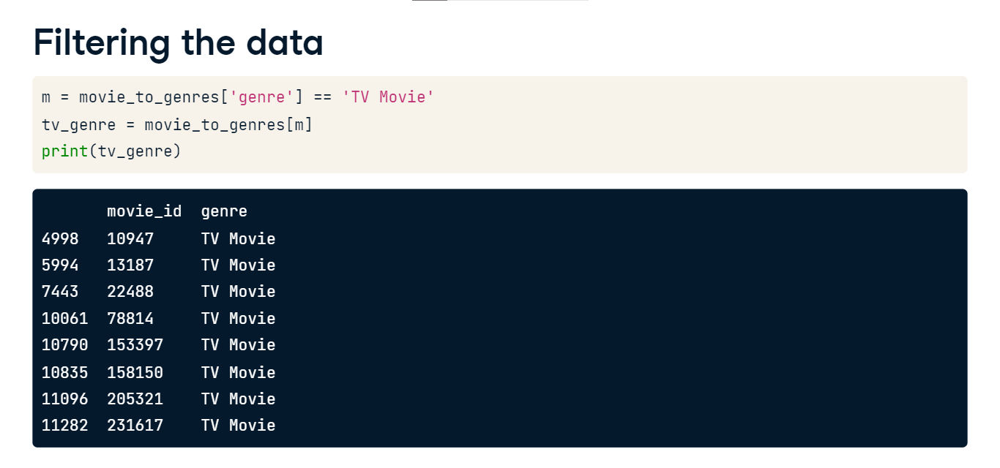 Filtering the data
m = movie_to_genres['genre'] == 'TV Movie'
tv_genre = movie_to_genres[m]
print(tv_genre)
movie_id genre
4998 10947 TV Movie
5994 13187 TV Movie
7443 22488 TV Movie
10061 78814 TV Movie
10790 153397 TV Movie
10835 158150 TV Movie
11096 205321 TV Movie
11282 231617 TV Movie